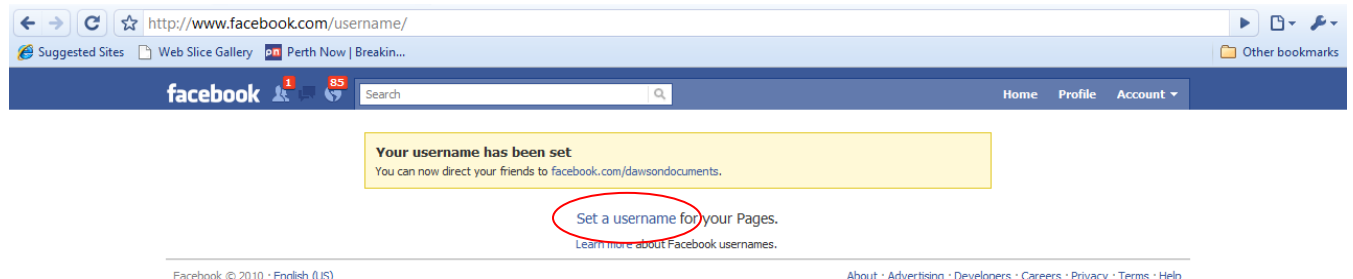 http://www.facebook.com/username/
Suggested Sites Web Slice Gallery pn Perth Now | Breakin... Other bookmarks
facebook 1 85 Search Home Profile Account
Your username has been set
You can now direct your friends to facebook.com/dawsondocuments.
Set a username for your Pages.
Learn more about Facebook usernames.
Facebook © 2010 · English (US) About · Advertising · Developers · Careers · Privacy · Terms · Help